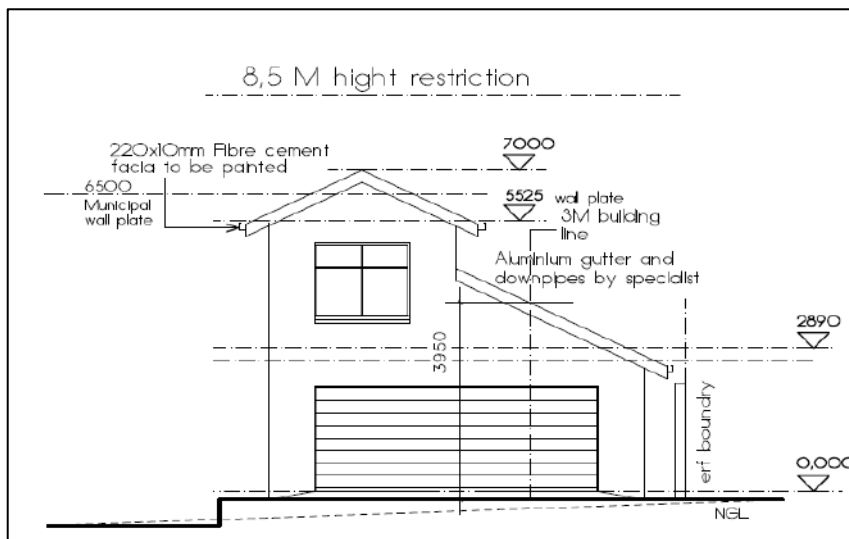 8,5 M hight restriction
7000
220x10mm Fibre cement
facia to be painted
6500
Municipal
wall plate
5525 wal plate
3M building
line
Aluminium gutter and
downpipes by specialist
3950
2890
erf boundry
0,000
NGL